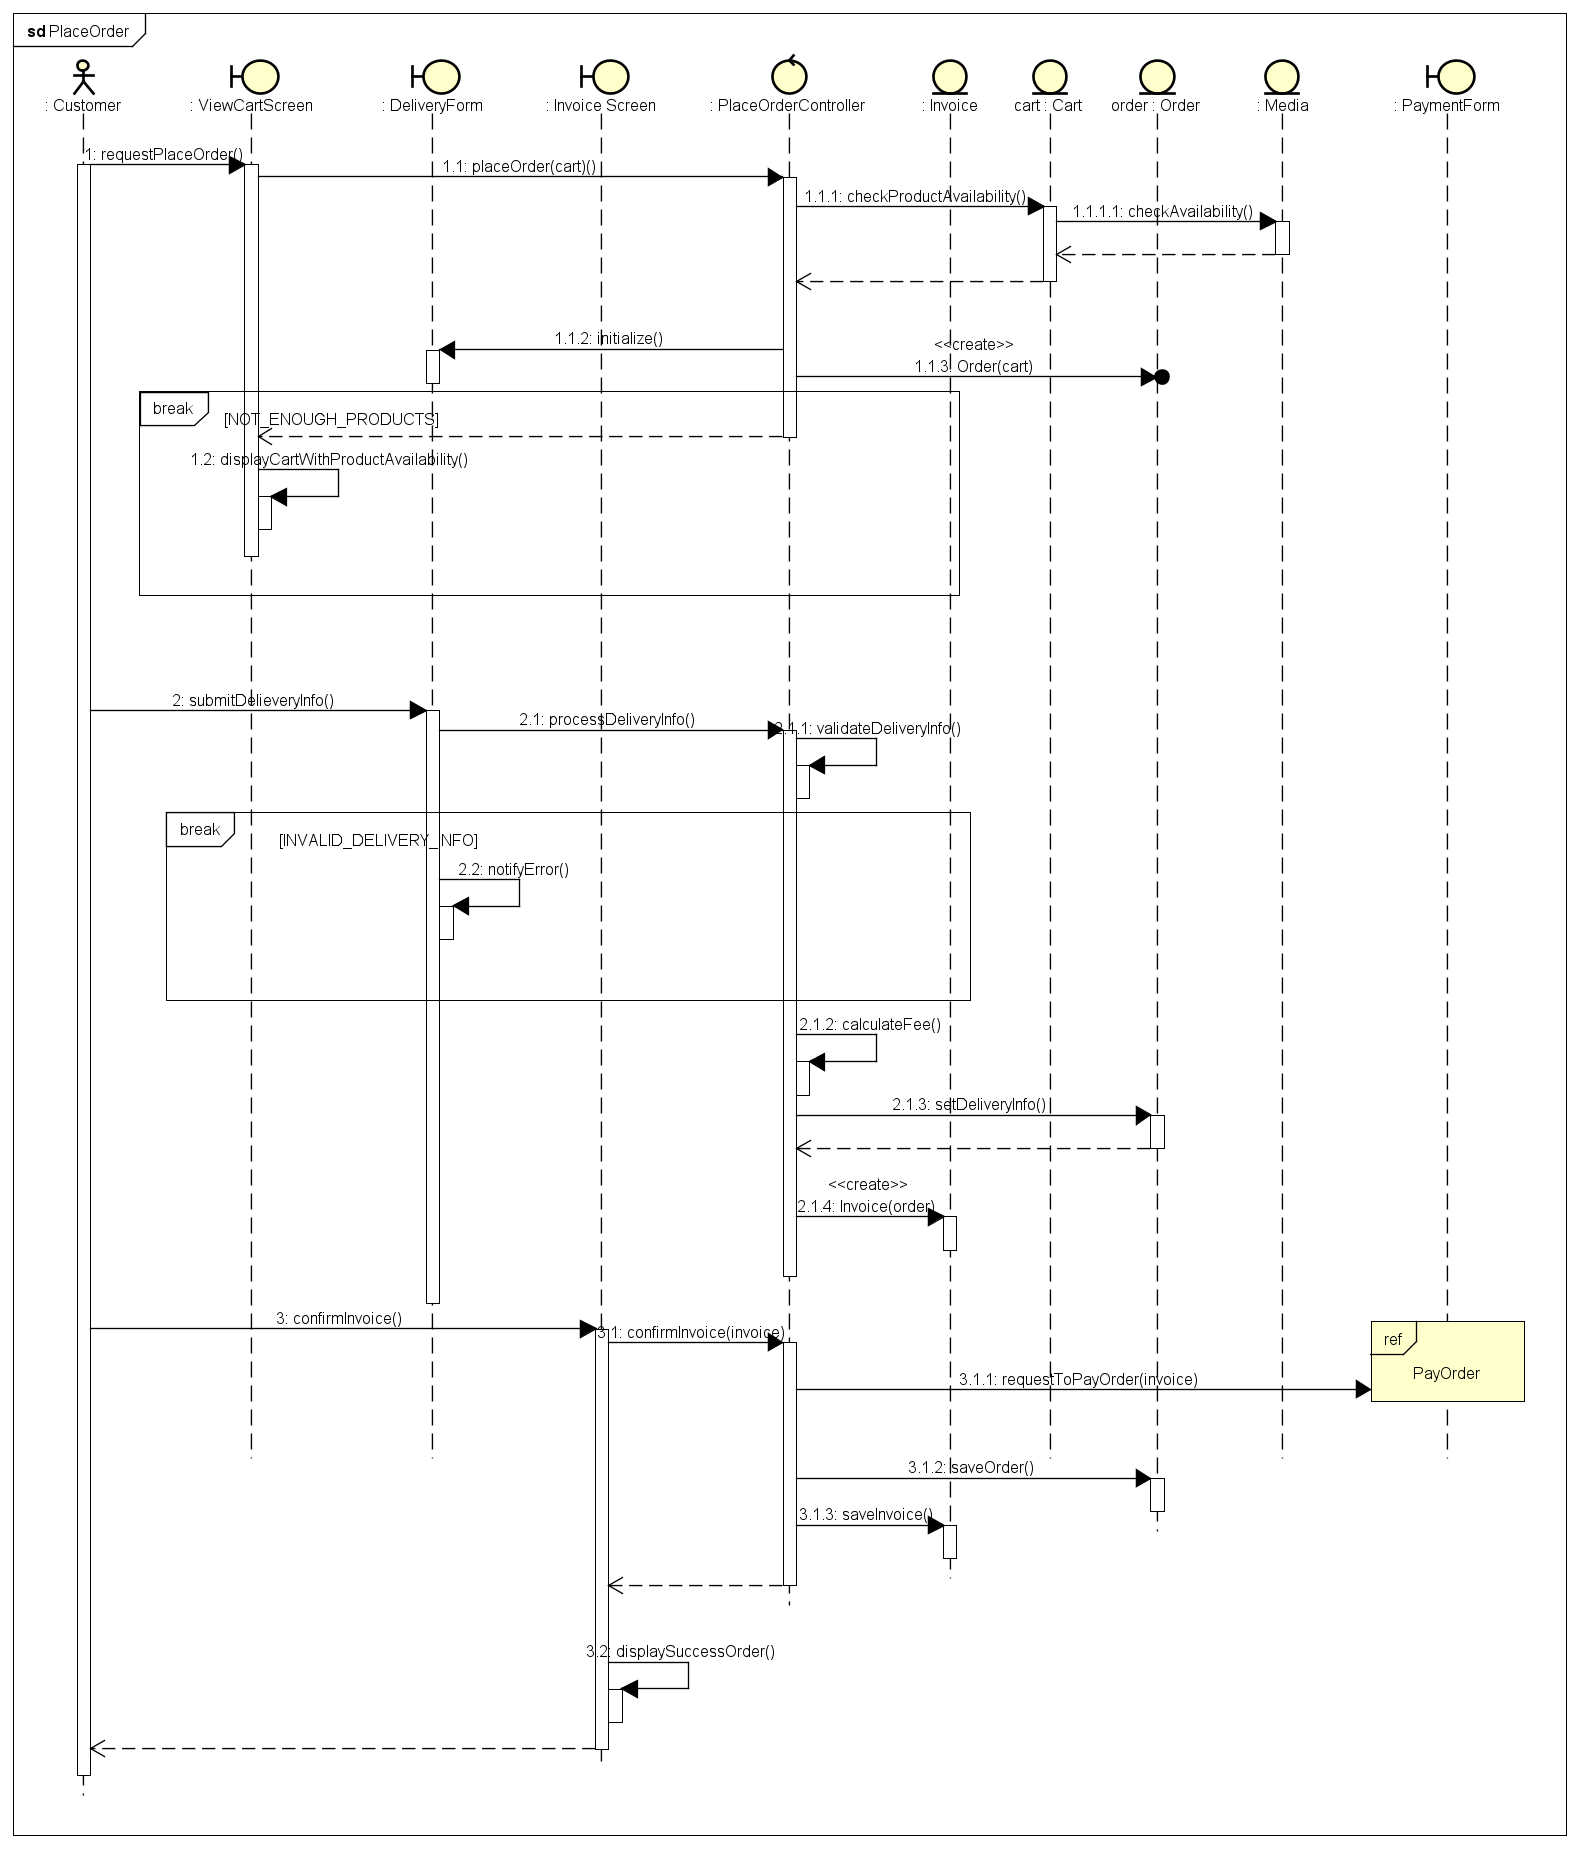 sd PlaceOrder
: Customer
: ViewCartScreen
: DeliveryForm
: Invoice Screen
: PlaceOrderController
: Invoice
cart : Cart
order : Order
: Media
: PaymentForm
1: requestPlaceOrder()
1.1: placeOrder(cart)()
1.1.1: checkProductAvailability()
1.1.1.1: checkAvailability()
1.1.2: initialize()
<<create>>
1.1.3: Order(cart)
break
[NOT_ENOUGH_PRODUCTS]
1.2: displayCartWithProductAvailability()
2: submitDelieveryInfo()
2.1: processDeliveryInfo()
2.1.1: validateDeliveryInfo()
break
[INVALID_DELIVERY_INFO]
2.2: notifyError()
2.1.2: calculateFee()
2.1.3: setDeliveryInfo()
<<create>>
2.1.4: Invoice(order)
3: confirmInvoice()
3.1: confirmInvoice(invoice)
ref
PayOrder
3.1.1: requestToPayOrder(invoice)
3.1.2: saveOrder()
3.1.3: saveInvoice()
3.2: displaySuccessOrder()